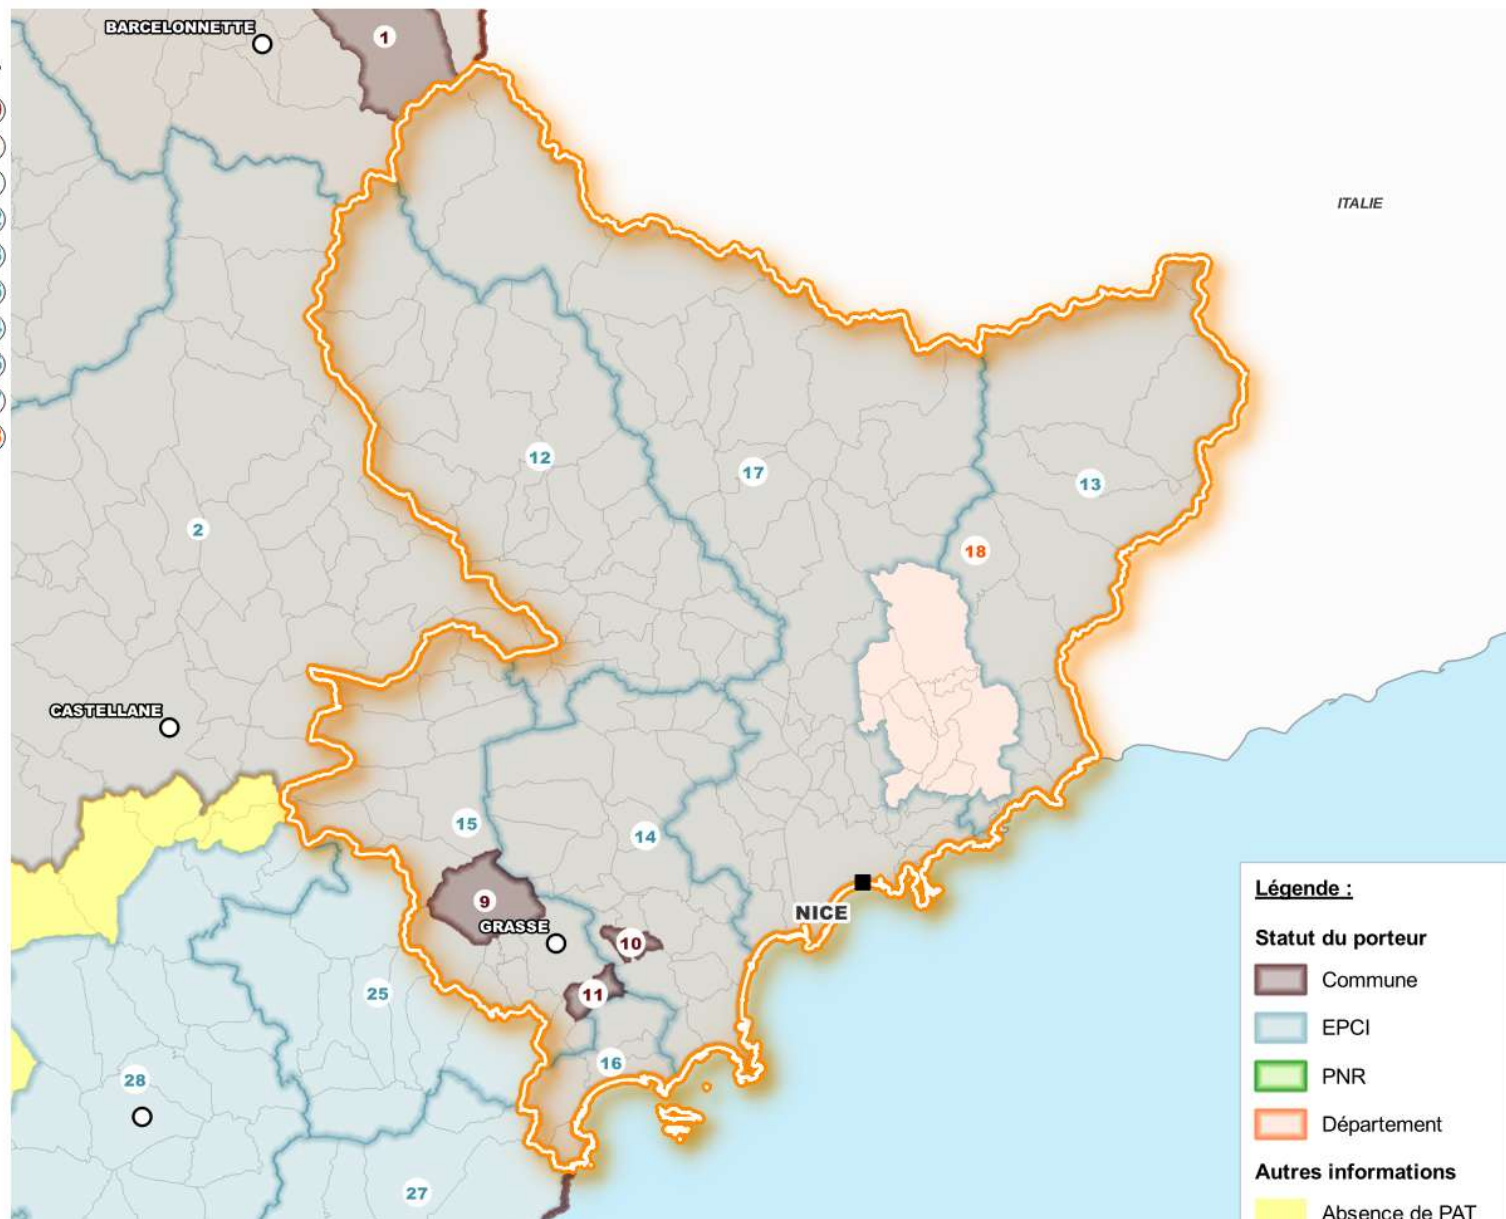 BARCELONNETTE
1
ITALIE
12
17
13
2
18
CASTELLANE
15
14
9
GRASSE
10
NICE
11
25
16
28
27
Légende :
Statut du porteur
Commune
EPCI
PNR
Département
Autres informations
Absence de PAT